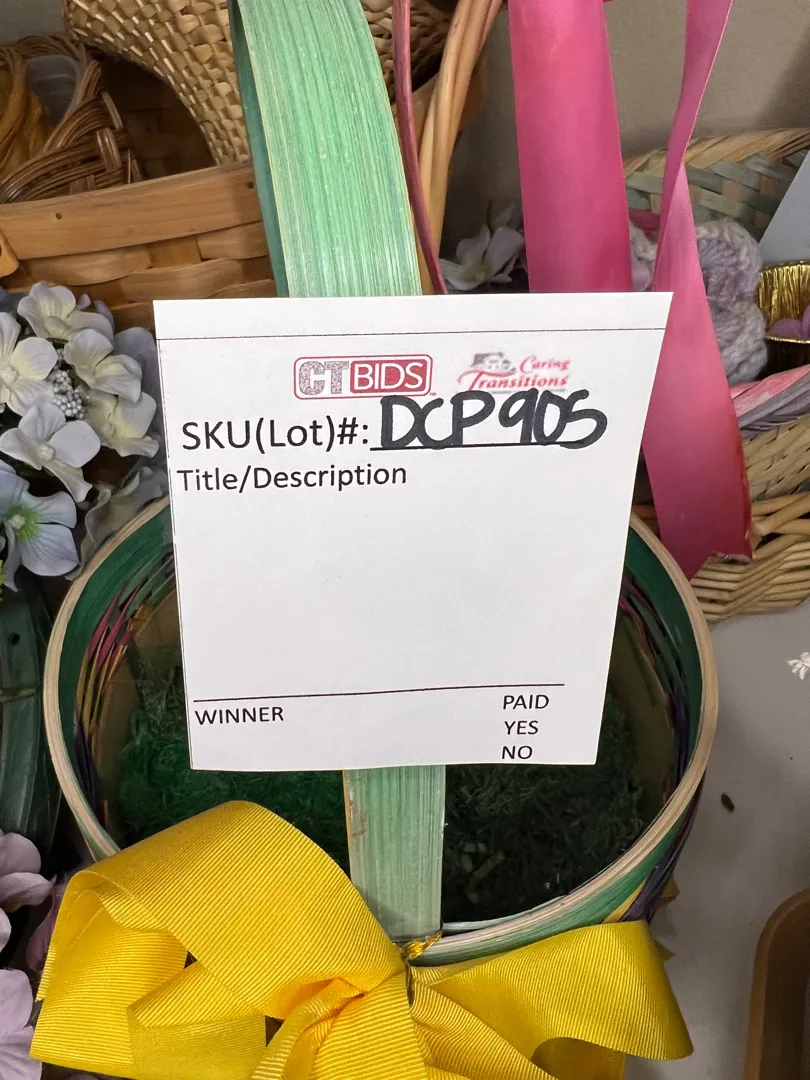 CTBIDS Caring Transitions
SKU(Lot)#: DCP905
Title/Description
WINNER PAID
YES
NO